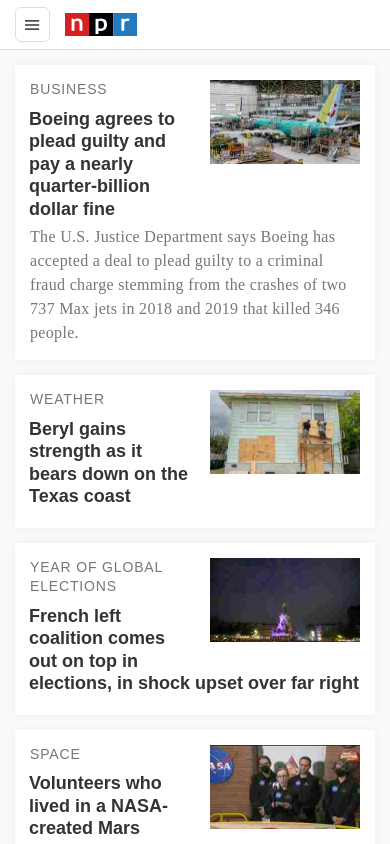 npr
BUSINESS
Boeing agrees to
plead guilty and
pay a nearly
quarter-billion
dollar fine
The U.S. Justice Department says Boeing has
accepted a deal to plead guilty to a criminal
fraud charge stemming from the crashes of two
737 Max jets in 2018 and 2019 that killed 346
people.
WEATHER
Beryl gains
strength as it
bears down on the
Texas coast
YEAR OF GLOBAL
ELECTIONS
French left
coalition comes
out on top in
elections, in shock upset over far right
SPACE
Volunteers who
lived in a NASA-
created Mars